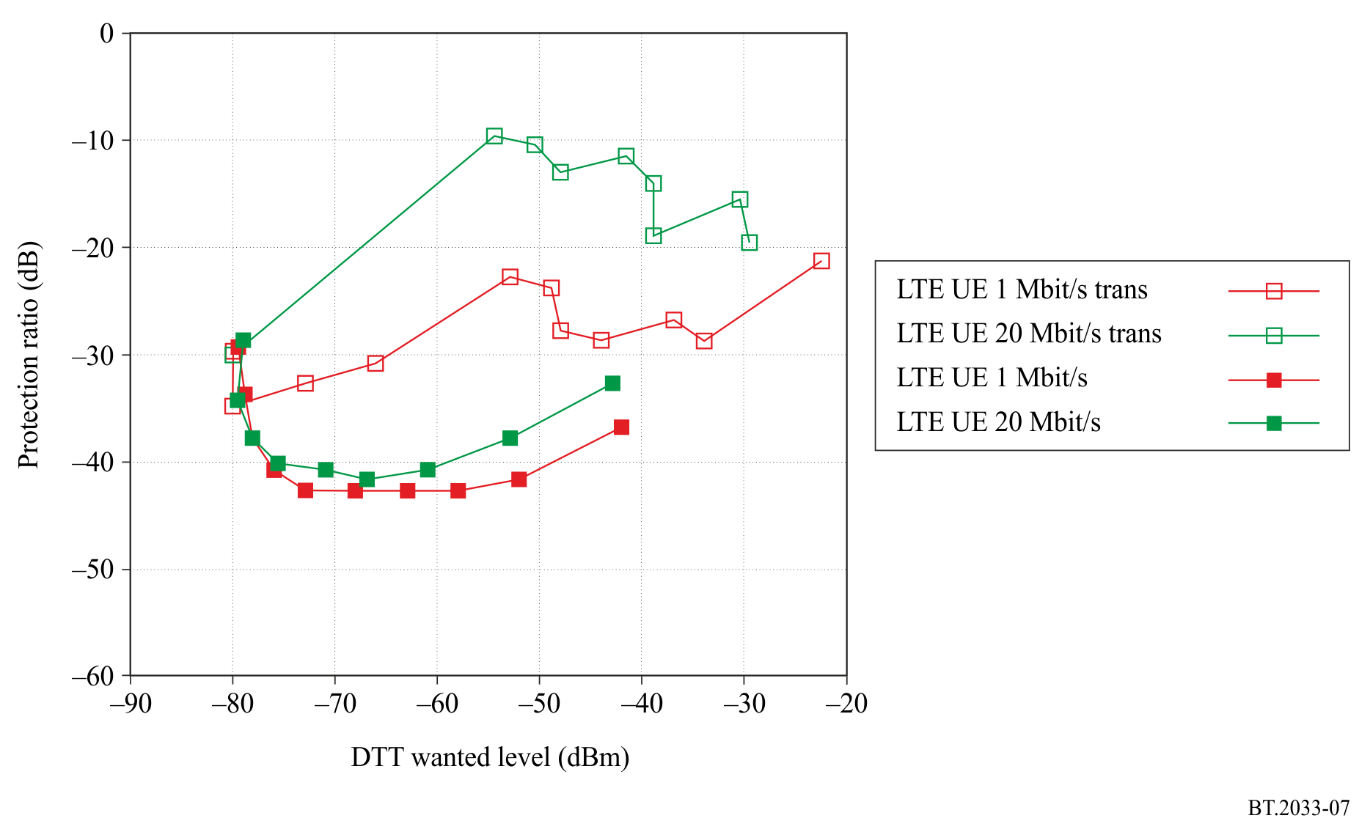 0
–10
–20
–30
–40
–50
–60
Protection ratio (dB)
–90 –80 –70 –60 –50 –40 –30 –20
DTT wanted level (dBm)
LTE UE 1 Mbit/s trans
LTE UE 20 Mbit/s trans
LTE UE 1 Mbit/s
LTE UE 20 Mbit/s
BT.2033-07